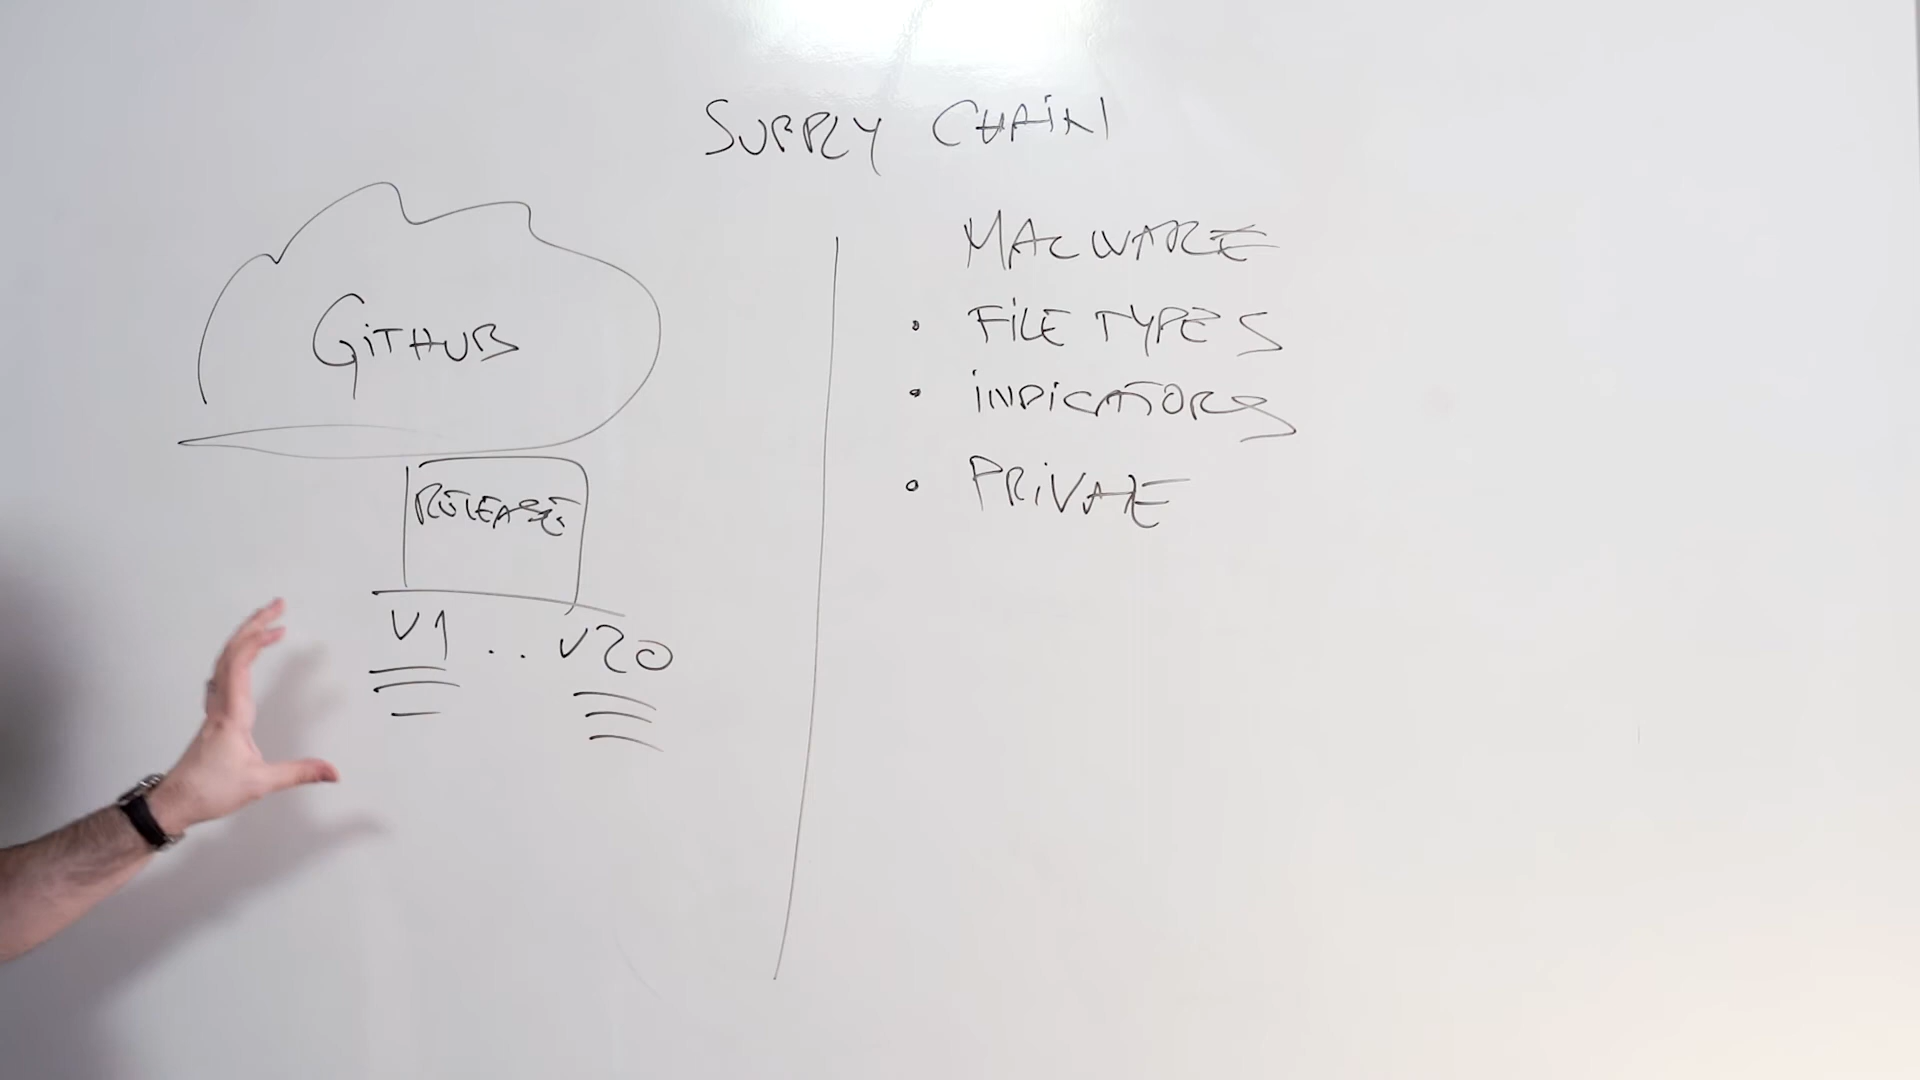 SUPPLY CHAIN
GITHUB
RELEASE
V1 .. V20
MALWARE
• FILE TYPES
• INDICATORS
• PRIVATE